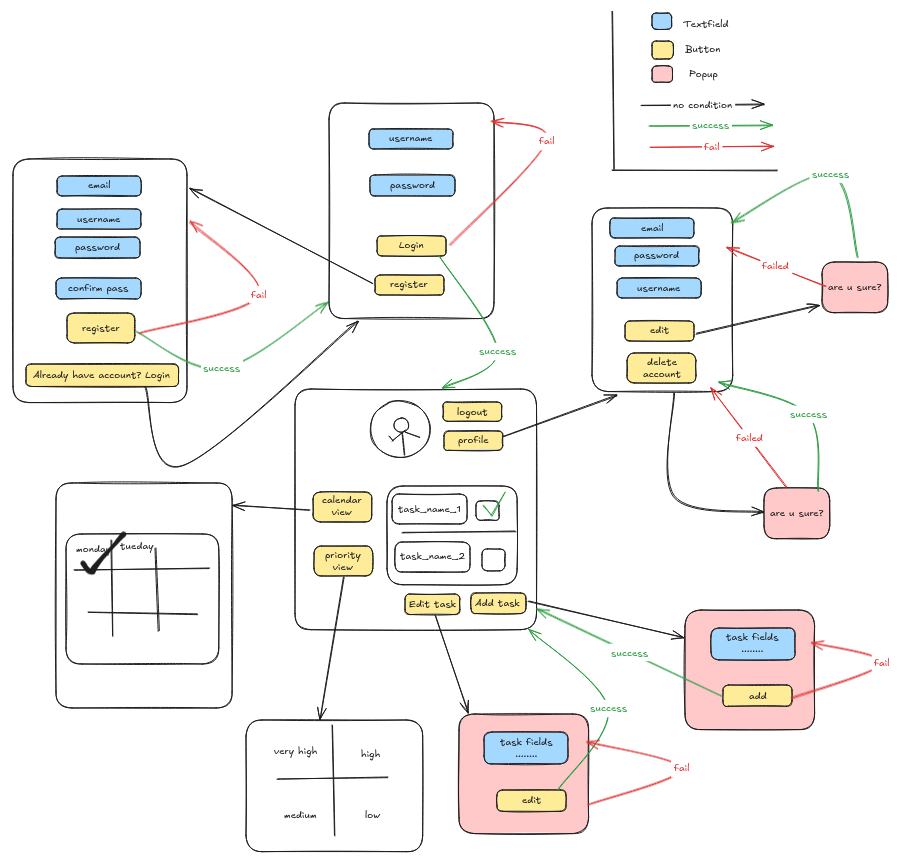 Textfield
Button
Popup
no condition
success
fail
username
password
Login
register
fail
success
email
username
password
confirm pass
register
Already have account? Login
fail
success
email
password
username
edit
delete
account
success
failed
are u sure?
success
failed
are u sure?
logout
profile
calendar
view
priority
view
task_name_1
task_name_2
Edit task
Add task
monday
tueday
very high
high
medium
low
task fields
........
edit
success
fail
task fields
........
add
success
fail